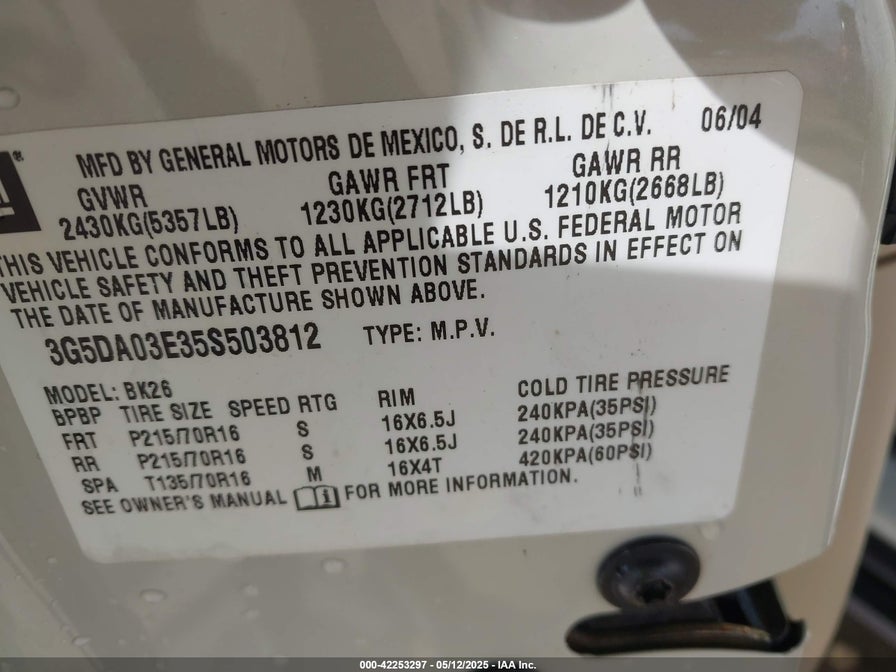 MFD BY GENERAL MOTORS DE MEXICO, S. DE R.L. DE C.V. 06/04
GVWR GAWR FRT GAWR RR
2430KG(5357LB) 1230KG(2712LB) 1210KG(2668LB)
THIS VEHICLE CONFORMS TO ALL APPLICABLE U.S. FEDERAL MOTOR
VEHICLE SAFETY AND THEFT PREVENTION STANDARDS IN EFFECT ON
THE DATE OF MANUFACTURE SHOWN ABOVE.
3G5DA03E35S503812 TYPE: M.P.V.
MODEL: BK26
BPBP TIRE SIZE SPEED RTG RIM COLD TIRE PRESSURE
FRT P215/70R16 S 16X6.5J 240KPA(35PSI)
RR P215/70R16 S 16X6.5J 240KPA(35PSI)
SPA T135/70R16 M 16X4T 420KPA(60PSI)
SEE OWNER'S MANUAL FOR MORE INFORMATION.
000-42253297 - 05/12/2025 - IAA Inc.